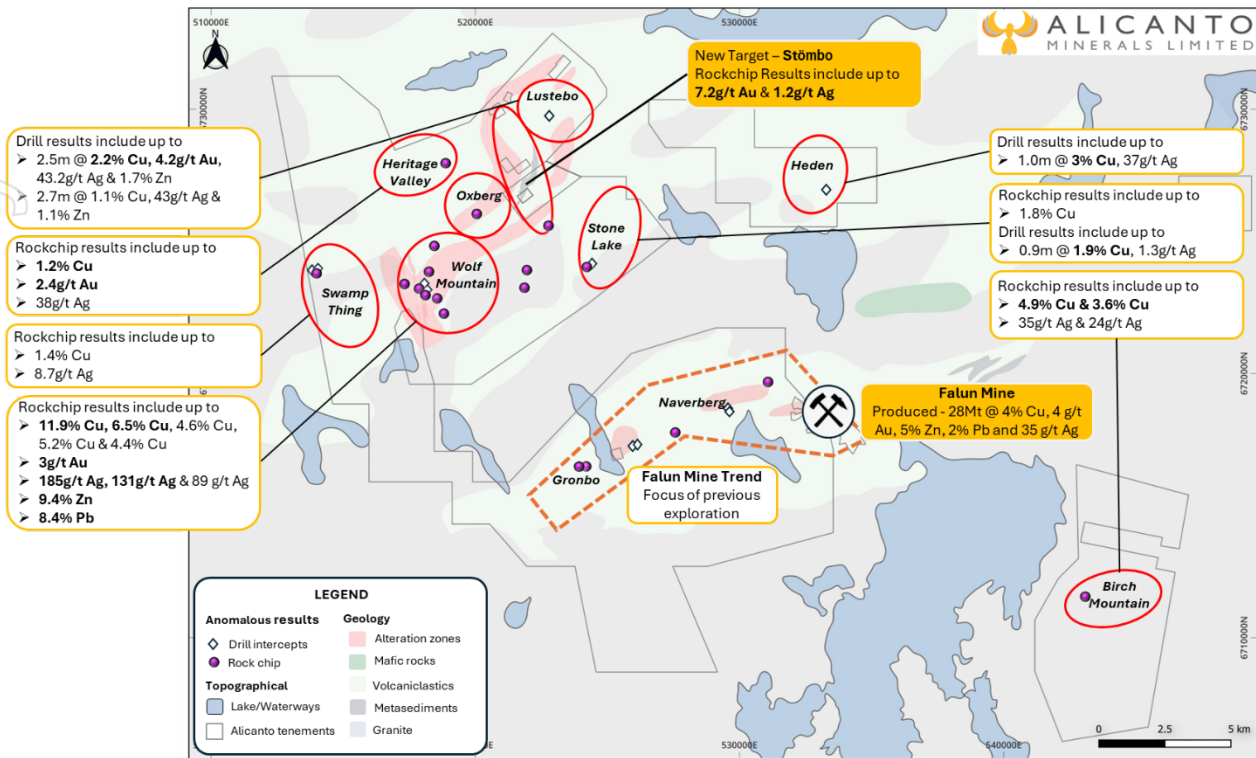 510000E
520000E
530000E
ALICANTO
MINERALS LIMITED
N
6730000N
6730000N
New Target – Stömbo
Rockchip Results include up to
7.2g/t Au & 1.2g/t Ag
Lustebo
Drill results include up to
➢ 2.5m @ 2.2% Cu, 4.2g/t Au,
43.2g/t Ag & 1.7% Zn
➢ 2.7m @ 1.1% Cu, 43g/t Ag &
1.1% Zn
Heritage
Valley
Oxberg
Heden
Drill results include up to
➢ 1.0m @ 3% Cu, 37g/t Ag
Rockchip results include up to
➢ 1.8% Cu
Drill results include up to
➢ 0.9m @ 1.9% Cu, 1.3g/t Ag
Stone
Lake
Rockchip results include up to
➢ 1.2% Cu
➢ 2.4g/t Au
➢ 38g/t Ag
Wolf
Mountain
Swamp
Thing
Rockchip results include up to
➢ 4.9% Cu & 3.6% Cu
➢ 35g/t Ag & 24g/t Ag
Rockchip results include up to
➢ 1.4% Cu
➢ 8.7g/t Ag
6720000N
Naverberg
Falun Mine
Produced - 28Mt @ 4% Cu, 4 g/t
Au, 5% Zn, 2% Pb and 35 g/t Ag
Rockchip results include up to
➢ 11.9% Cu, 6.5% Cu, 4.6% Cu,
5.2% Cu & 4.4% Cu
➢ 3g/t Au
➢ 185g/t Ag, 131g/t Ag & 89 g/t Ag
➢ 9.4% Zn
➢ 8.4% Pb
Gronbo
Falun Mine Trend
Focus of previous
exploration
Birch
Mountain
6710000N
LEGEND
Anomalous results
Drill intercepts
Rock chip
Topographical
Lake/Waterways
Alicanto tenements
Geology
Alteration zones
Mafic rocks
Volcaniclastics
Metasediments
Granite
0 2.5 5 km
530000E
540000E